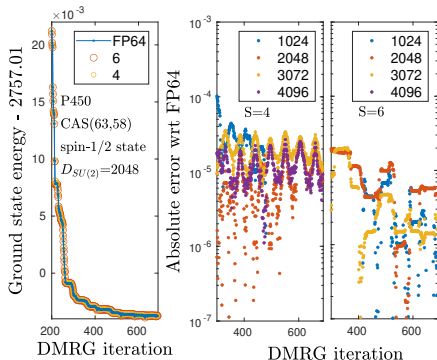 20
×10⁻³
FP64
6
4
P450
CAS(63,58)
spin-1/2 state
D_{SU(2)}=2048
15
10
5
0
Ground state energy - 2757.01
200
400
600
DMRG iteration
Absolute error wrt FP64
10⁻³
10⁻⁴
10⁻⁵
10⁻⁶
10⁻⁷
1024
2048
3072
4096
S=4
400
600
1024
2048
3072
4096
S=6
400
600
DMRG iteration